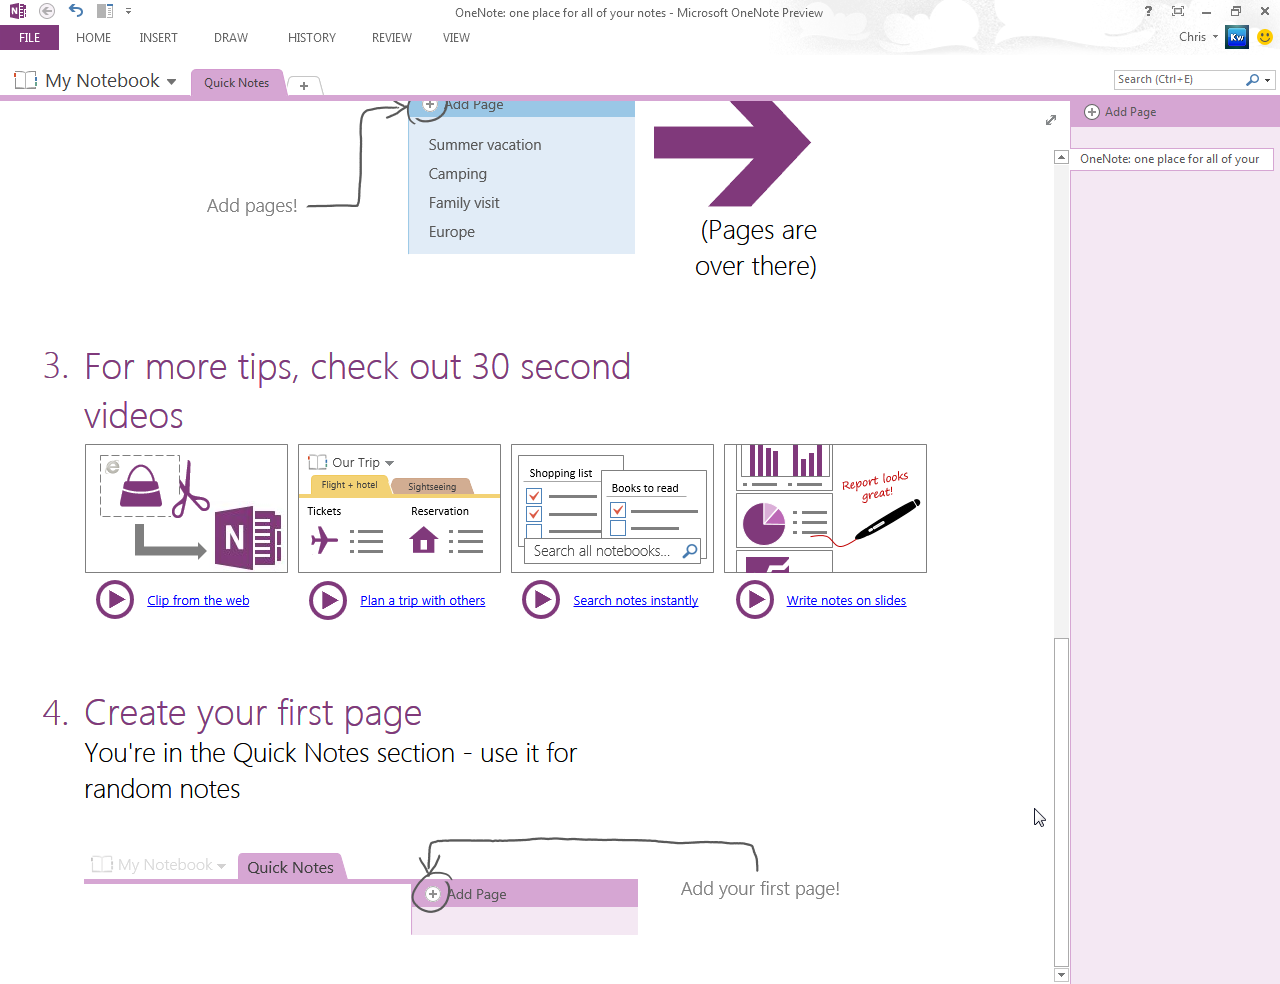 OneNote: one place for all of your notes - Microsoft OneNote Preview
?
FILE HOME INSERT DRAW HISTORY REVIEW VIEW
Chris
Kw
My Notebook
Quick Notes
+
Search (Ctrl+E)
Add Page
OneNote: one place for all of your
Add Page
Summer vacation
Camping
Family visit
Europe
Add pages!
(Pages are
over there)
3. For more tips, check out 30 second
videos
N
Our Trip
Flight + hotel
Sightseeing
Tickets
Reservation
Shopping list
Books to read
Search all notebooks...
Report looks
great!
Clip from the web
Plan a trip with others
Search notes instantly
Write notes on slides
4. Create your first page
You're in the Quick Notes section - use it for
random notes
My Notebook
Quick Notes
Add Page
Add your first page!